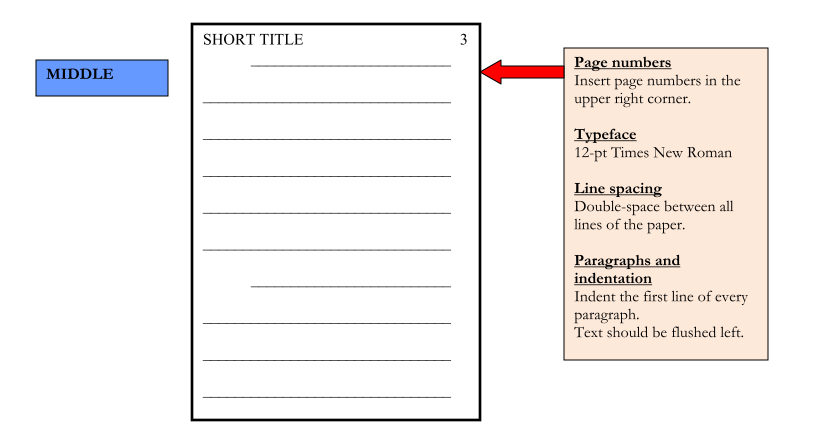 MIDDLE
SHORT TITLE 3
Page numbers
Insert page numbers in the
upper right corner.
Typeface
12-pt Times New Roman
Line spacing
Double-space between all
lines of the paper.
Paragraphs and
indentation
Indent the first line of every
paragraph.
Text should be flushed left.